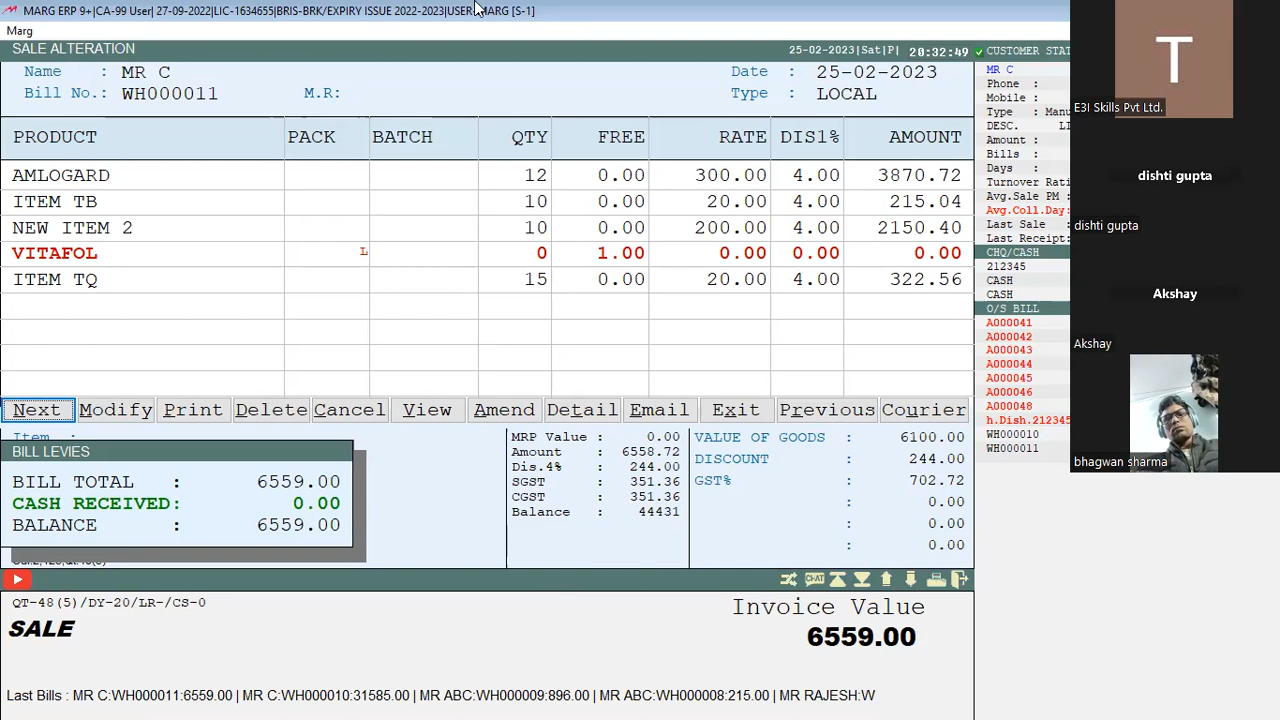 MARG ERP 9+|CA-99 User| 27-09-2022|LIC-1634655|BRIS-BRK/EXPIRY ISSUE 2022-2023|USER: MARG [S-1]
Marg
SALE ALTERATION 25-02-2023|Sat|P| 20:32:49
Name : MR C Date : 25-02-2023
Bill No.: WH000011 M.R: Type : LOCAL
PRODUCT PACK BATCH QTY FREE RATE DIS1% AMOUNT
AMLOGARD 12 0.00 300.00 4.00 3870.72
ITEM TB 10 0.00 20.00 4.00 215.04
NEW ITEM 2 10 0.00 200.00 4.00 2150.40
VITAFOL L 0 1.00 0.00 0.00 0.00
ITEM TQ 15 0.00 20.00 4.00 322.56
Next Modify Print Delete Cancel View Amend Detail Email Exit Previous Courier
Item :
BILL LEVIES
BILL TOTAL : 6559.00
CASH RECEIVED: 0.00
BALANCE : 6559.00
MRP Value : 0.00
Amount : 6558.72
Dis.4% : 244.00
SGST : 351.36
CGST : 351.36
Balance : 44431
VALUE OF GOODS : 6100.00
DISCOUNT : 244.00
GST% : 702.72
: 0.00
: 0.00
: 0.00
CHAT
QT-48(5)/DY-20/LR-/CS-0
SALE
Invoice Value
6559.00
Last Bills : MR C:WH000011:6559.00 | MR C:WH000010:31585.00 | MR ABC:WH000009:896.00 | MR ABC:WH000008:215.00 | MR RAJESH:W
CUSTOMER STAT
MR C
Phone :
Mobile :
Type : Manu
DESC. LI
Amount :
Bills :
Days :
Turnover Rati
Avg.Sale PM :
Avg.Coll.Day:
Last Sale :
Last Receipt:
CHQ/CASH
212345
CASH
CASH
O/S BILL
A000041
A000042
A000043
A000044
A000045
A000046
A000048
h.Dish.212345
WH000010
WH000011
T
E3I Skills Pvt Ltd.
dishti gupta
dishti gupta
Akshay
Akshay
bhagwan sharma